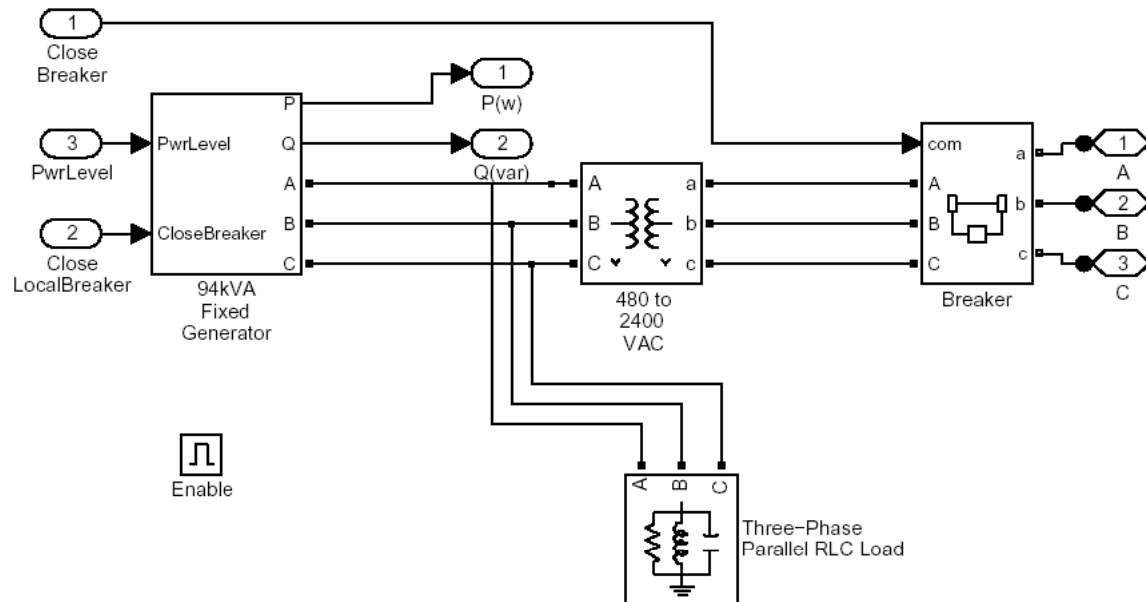 1
Close
Breaker
3
PwrLevel
2
Close
LocalBreaker
PwrLevel
CloseBreaker
P
Q
A
B
C
94kVA
Fixed
Generator
1
P(w)
2
Q(var)
A
B
C
a
b
c
480 to
2400
VAC
com
A
B
C
a
b
c
Breaker
1
A
2
B
3
C
Enable
A
B
C
Three-Phase
Parallel RLC Load